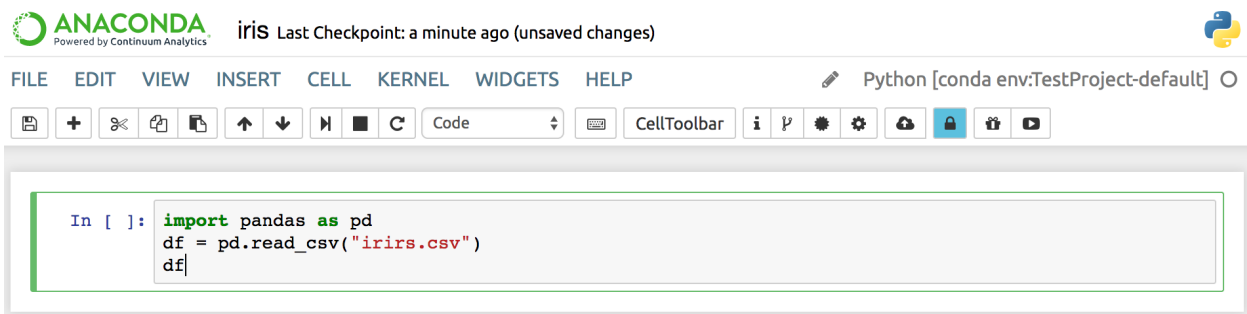 ANACONDA
Powered by Continuum Analytics
iris Last Checkpoint: a minute ago (unsaved changes)
FILE EDIT VIEW INSERT CELL KERNEL WIDGETS HELP Python [conda env:TestProject-default]
Code CellToolbar
In [ ]: import pandas as pd
df = pd.read_csv("irirs.csv")
df